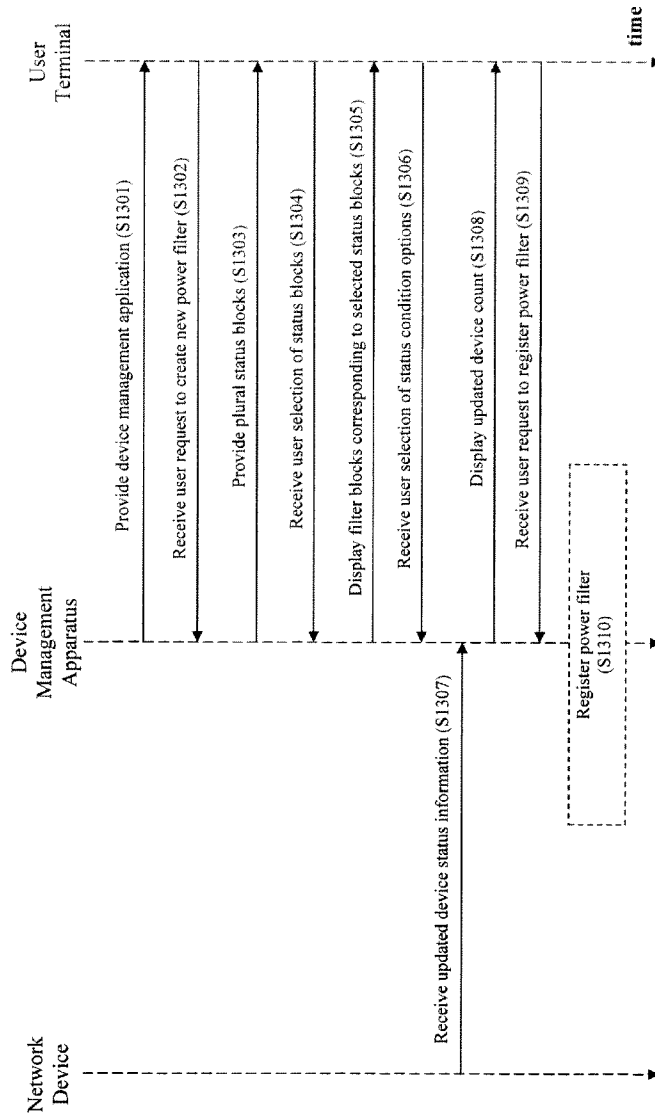 Network
Device
Device
Management
Apparatus
User
Terminal
Provide device management application (S1301)
Receive user request to create new power filter (S1302)
Provide plural status blocks (S1303)
Receive user selection of status blocks (S1304)
Display filter blocks corresponding to selected status blocks (S1305)
Receive user selection of status condition options (S1306)
Receive updated device status information (S1307)
Display updated device count (S1308)
Receive user request to register power filter (S1309)
Register power filter
(S1310)
time